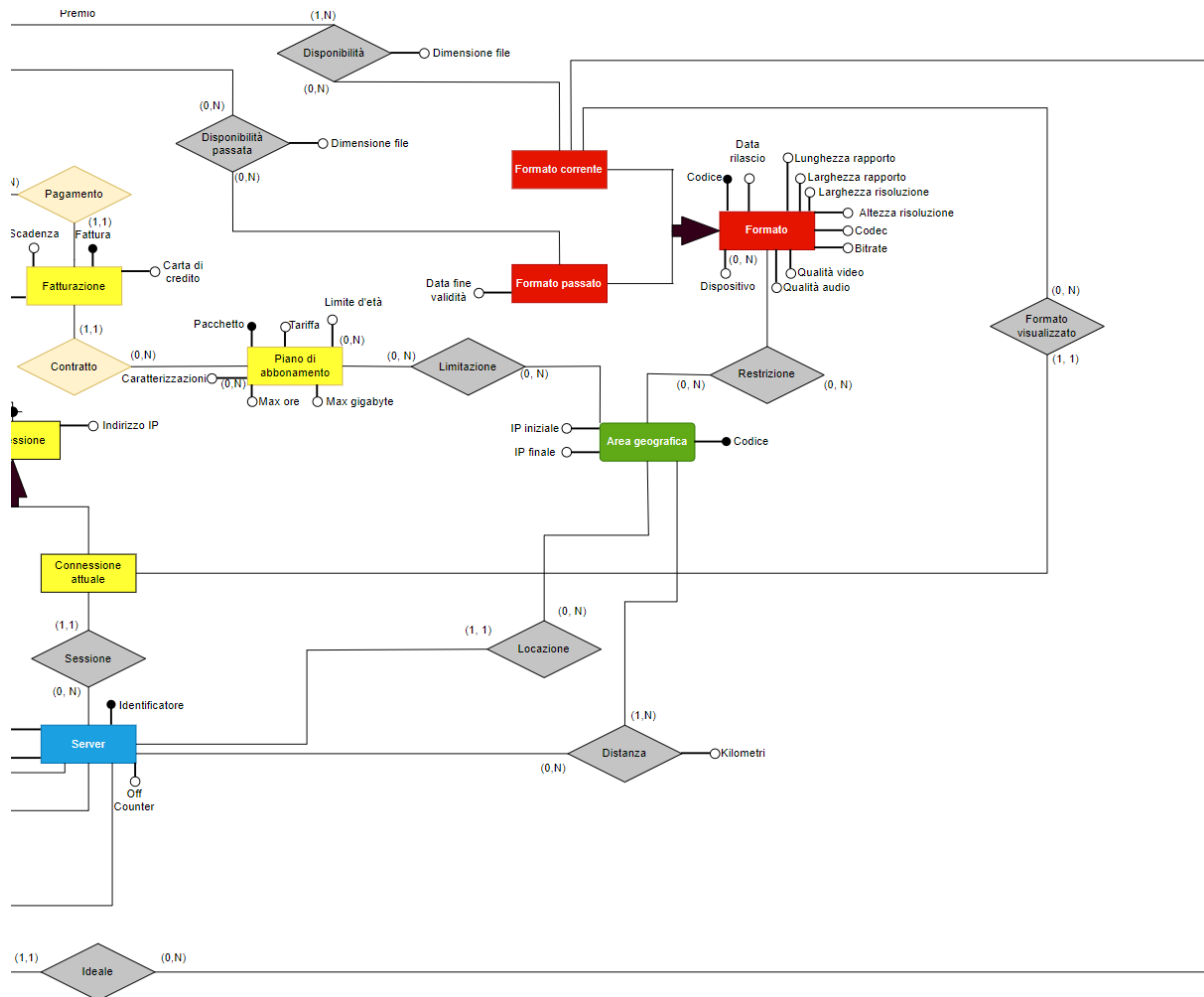 Premio
(1,N)
Disponibilità
Dimensione file
(0,N)
(0,N)
Disponibilità
passata
Dimensione file
(0,N)
Formato corrente
Data
rilascio
Lunghezza rapporto
Codice
Larghezza rapporto
Larghezza risoluzione
Altezza risoluzione
Formato
Codec
Bitrate
(0, N)
Qualità video
Dispositivo
Qualità audio
N)
Pagamento
(1,1)
Scadenza
Fattura
Carta di
credito
Fatturazione
Data fine
validità
Formato passato
(0, N)
Formato
visualizzato
(1, 1)
(1,1)
Contratto
(0,N)
Pacchetto
Tariffa
Limite d'età
(0,N)
Piano di
abbonamento
Caratterizzazioni
(0,N)
Max ore
Max gigabyte
(0, N)
Limitazione
(0, N)
(0, N)
Restrizione
(0, N)
Indirizzo IP
essione
IP iniziale
IP finale
Area geografica
Codice
Connessione
attuale
(1,1)
Sessione
(0, N)
(0, N)
(1, 1)
Locazione
Identificatore
Server
Off
Counter
(1,N)
Distanza
Kilometri
(0,N)
(1,1)
Ideale
(0,N)